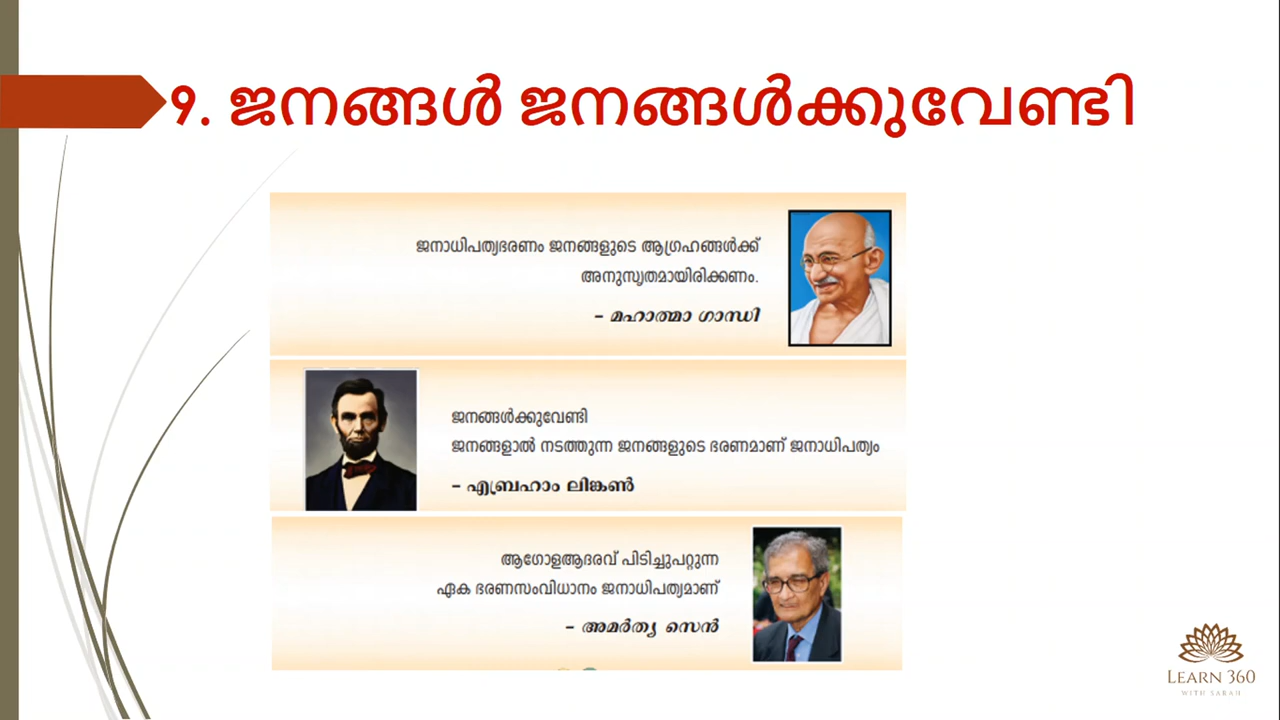 9. ജനങ്ങൾ ജനങ്ങൾക്കുവേണ്ടി
ജനാധിപത്യഭരണം ജനങ്ങളുടെ ആഗ്രഹങ്ങൾക്ക്
അനുസൃതമായിരിക്കണം.
– മഹാത്മാ ഗാന്ധി
ജനങ്ങൾക്കുവേണ്ടി
ജനങ്ങളാൽ നടത്തുന്ന ജനങ്ങളുടെ ഭരണമാണ് ജനാധിപത്യം
– എബ്രഹാം ലിങ്കൺ
ആഗോളആദരവ് പിടിച്ചുപറ്റുന്ന
ഏക ഭരണസംവിധാനം ജനാധിപത്യമാണ്
– അമർത്യ സെൻ
LEARN 360
WITH SARAH